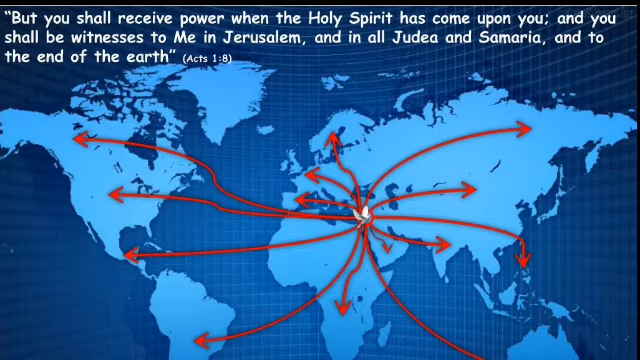 “But you shall receive power when the Holy Spirit has come upon you; and you
shall be witnesses to Me in Jerusalem, and in all Judea and Samaria, and to
the end of the earth” (Acts 1:8)